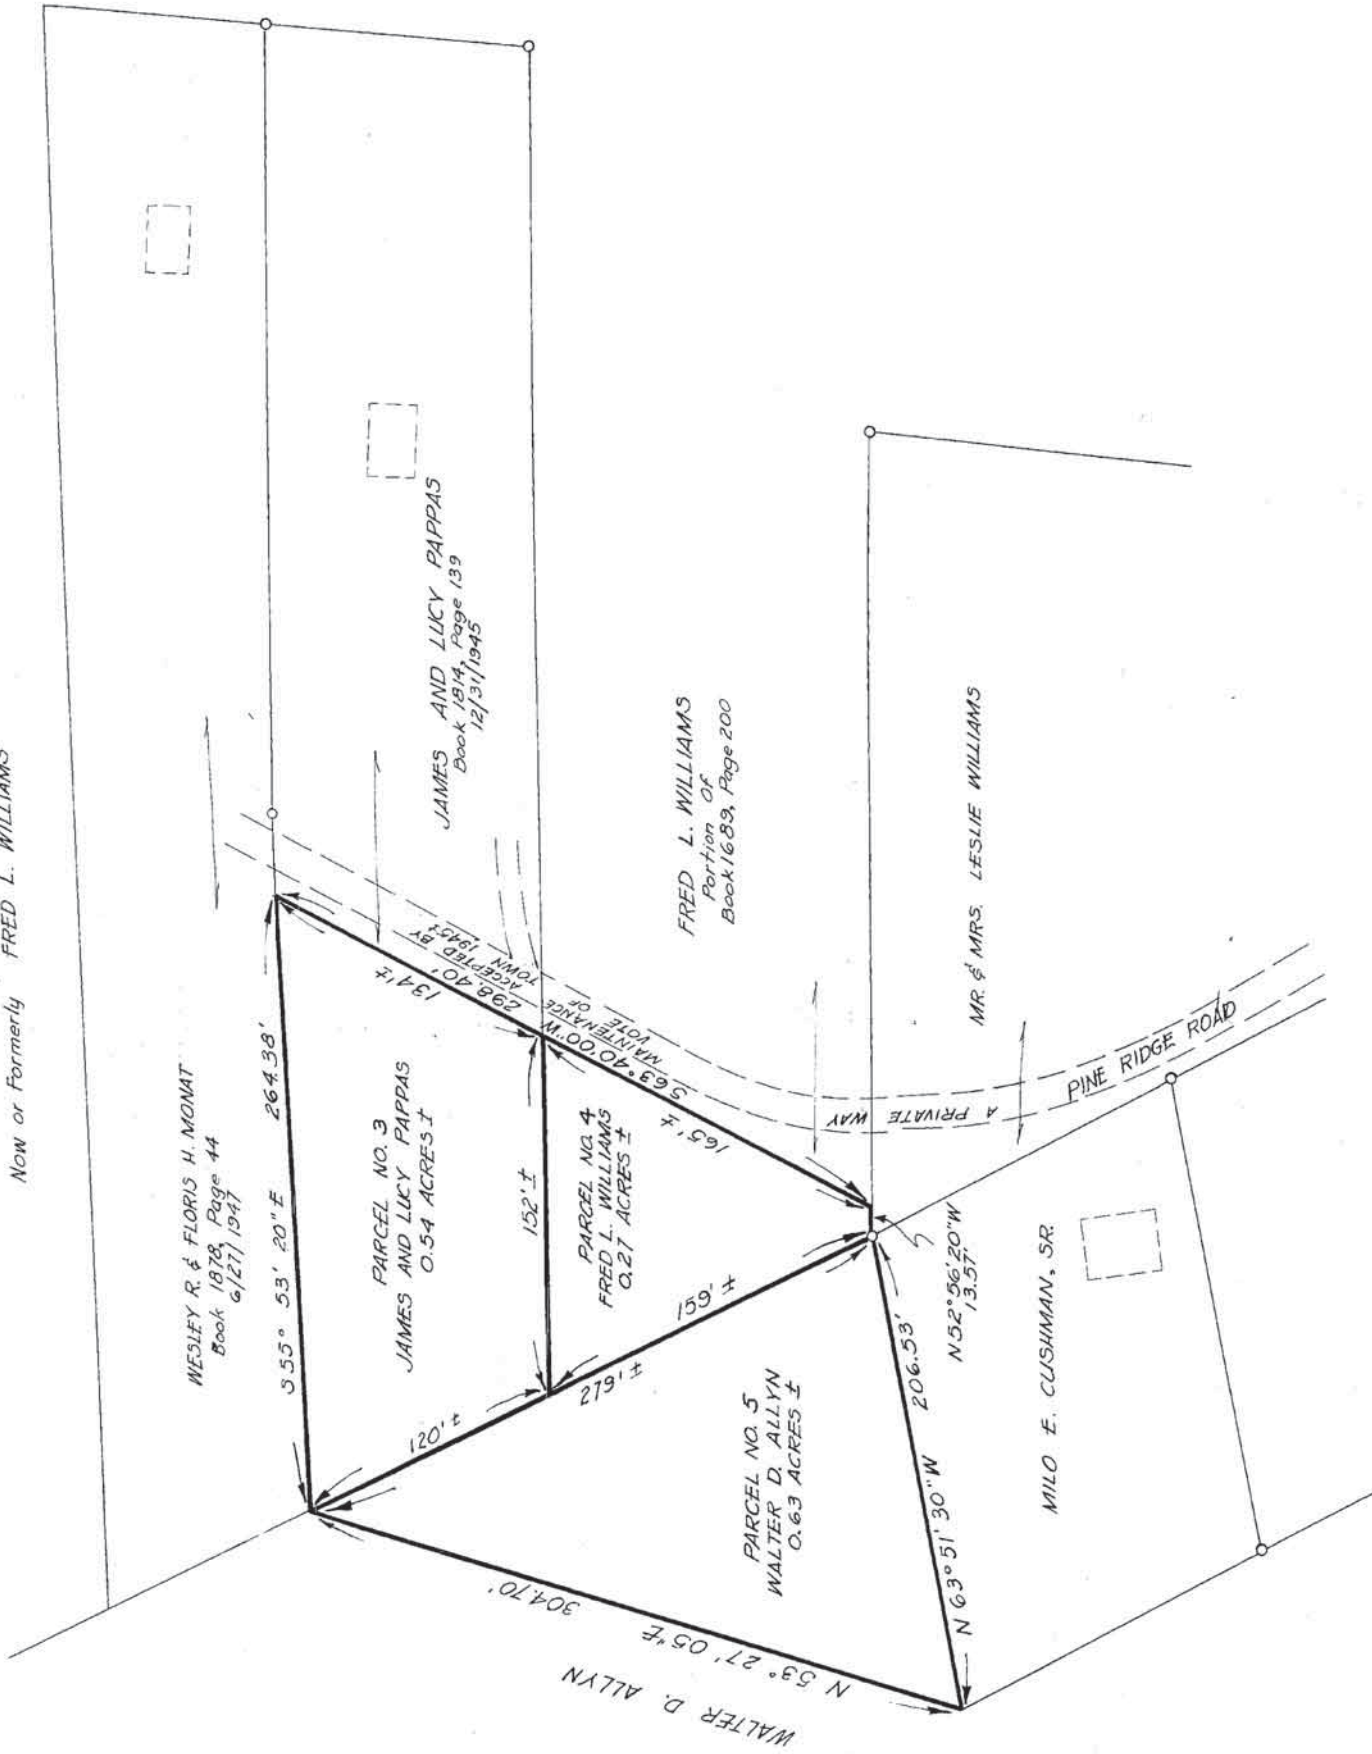 Now or Formerly FRED L. WILLIAMS
WESLEY R. & FLORIS H. MONAT
Book 1878, Page 44
6/27/1947
S 55° 53' 20" E 264.38'
PARCEL NO. 3
JAMES AND LUCY PAPPAS
0.54 ACRES ±
JAMES AND LUCY PAPPAS
Book 1814, Page 139
12/31/1945
134'±
S 63° 40' 00" W 298.40'
MAINTENANCE ACCEPTED BY
VOTE OF TOWN 1945±
152'±
PARCEL NO. 4
FRED L. WILLIAMS
0.27 ACRES ±
165'±
FRED L. WILLIAMS
Portion of
Book 1689, Page 200
120'±
159'±
279'±
A PRIVATE WAY
PINE RIDGE ROAD
MR. & MRS. LESLIE WILLIAMS
N 52° 56' 20" W
13.57'
PARCEL NO. 5
WALTER D. ALLYN
0.63 ACRES ±
N 63° 51' 30" W 206.53'
N 53° 27' 05" E 304.70'
WALTER D. ALLYN
MILO E. CUSHMAN, SR.